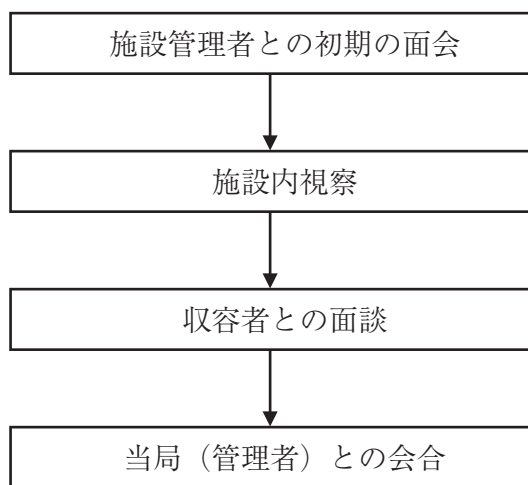 施設管理者との初期の面会
施設内視察
収容者との面談
当局（管理者）との会合